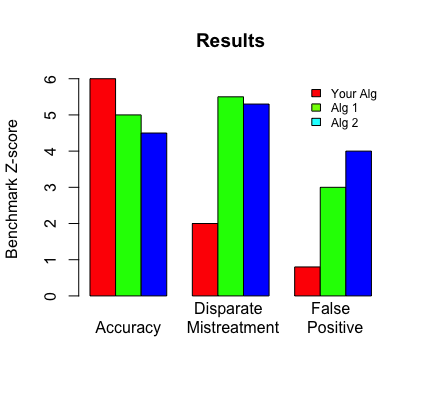 Results
Benchmark Z-score
6
5
4
3
2
1
0
Your Alg
Alg 1
Alg 2
Accuracy
Disparate
Mistreatment
False
Positive